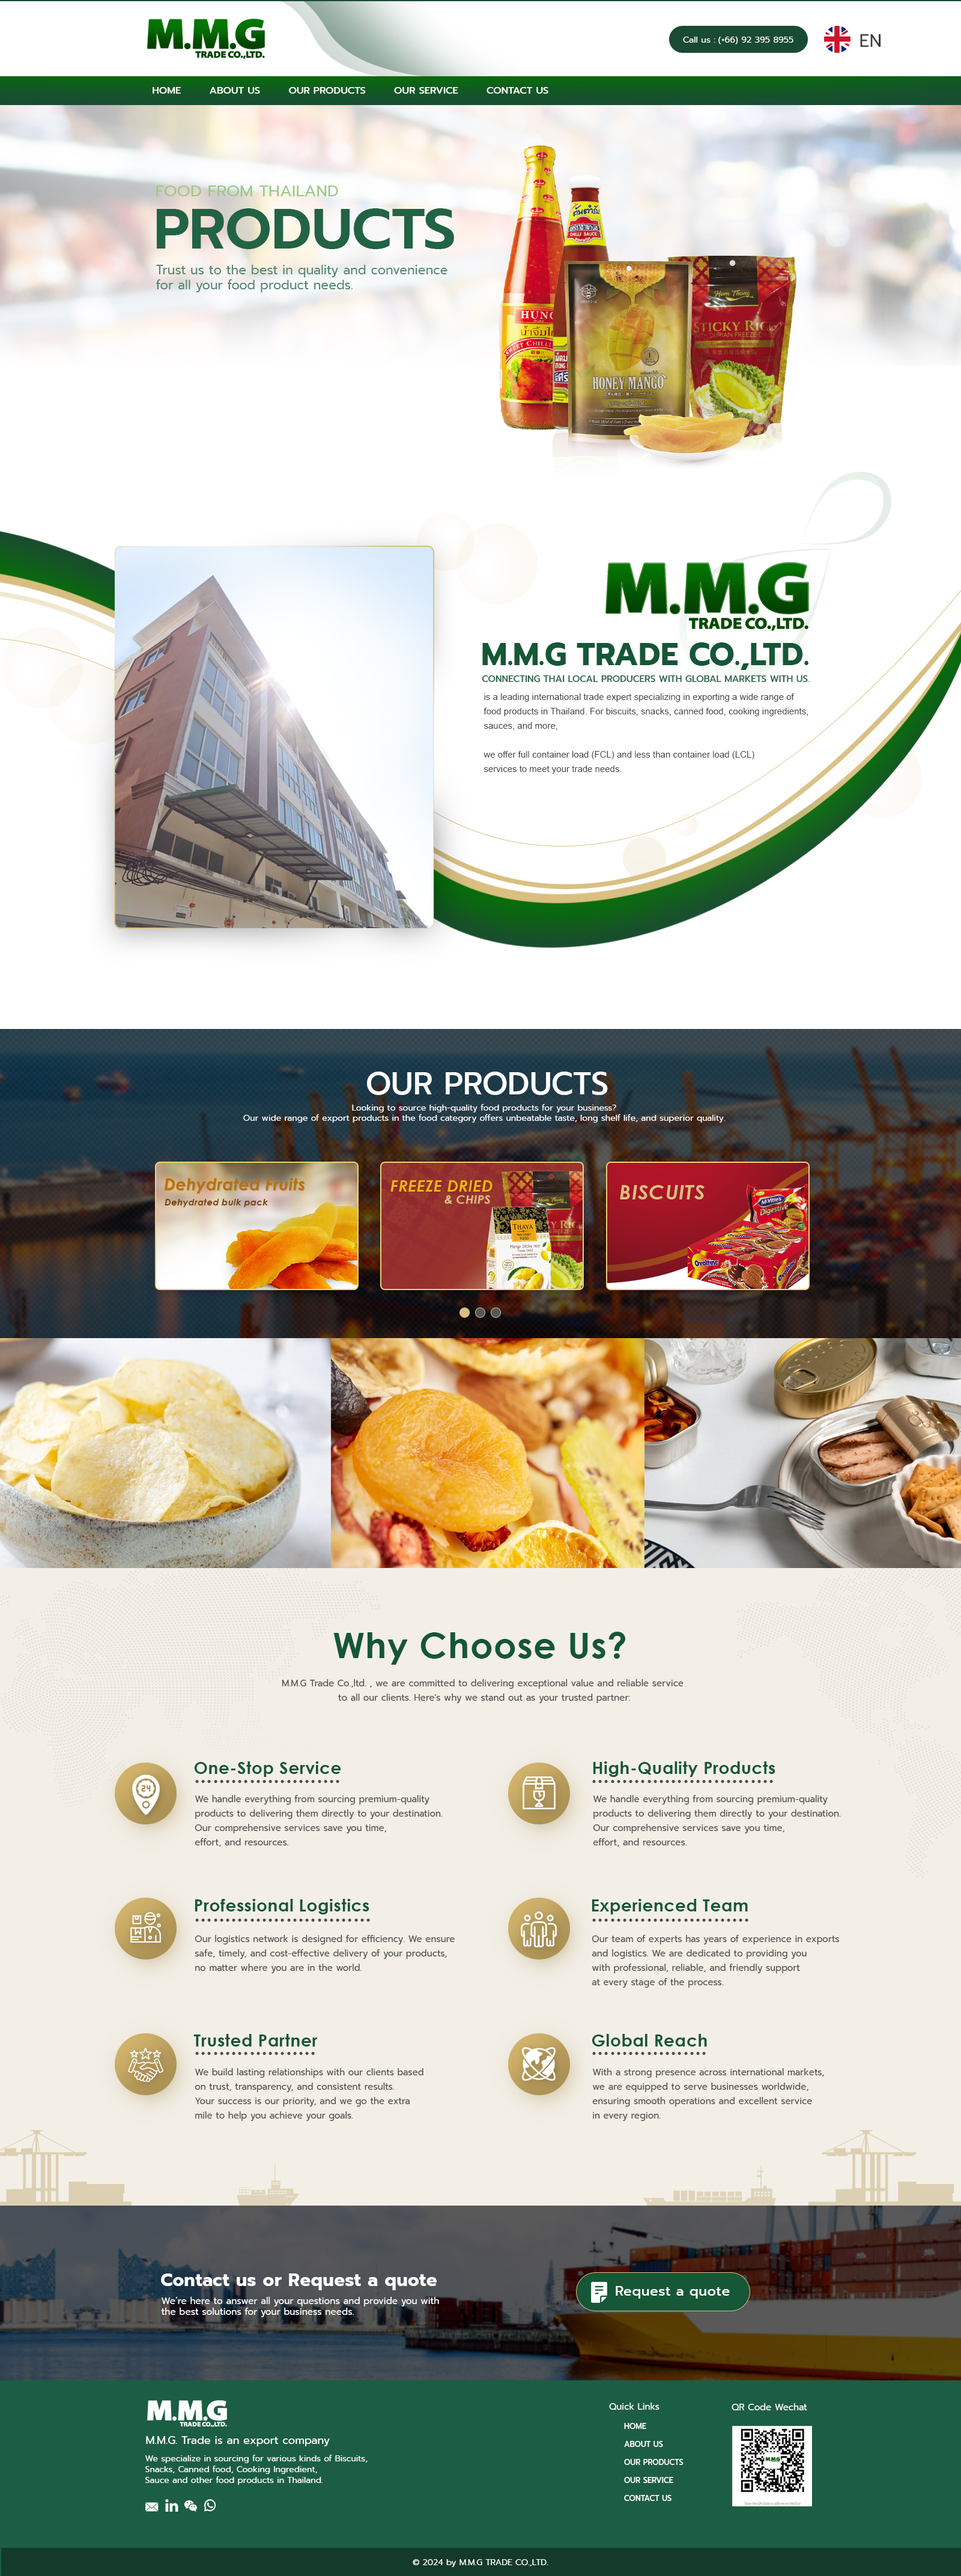 M.M.G
TRADE CO.,LTD.
Call us : (+66) 92 395 8955
EN
HOME
ABOUT US
OUR PRODUCTS
OUR SERVICE
CONTACT US
FOOD FROM THAILAND
PRODUCTS
Trust us to the best in quality and convenience
for all your food product needs.
CHILLI SAUCE
HONEY MANGO
Hom Thong
STICKY RICE
M.M.G
TRADE CO.,LTD.
M.M.G TRADE CO.,LTD.
CONNECTING THAI LOCAL PRODUCERS WITH GLOBAL MARKETS WITH US.
is a leading international trade expert specializing in exporting a wide range of
food products in Thailand. For biscuits, snacks, canned food, cooking ingredients,
sauces, and more,
we offer full container load (FCL) and less than container load (LCL)
services to meet your trade needs.
OUR PRODUCTS
Looking to source high-quality food products for your business?
Our wide range of export products in the food category offers unbeatable taste, long shelf life, and superior quality.
Dehydrated Fruits
Dehydrated bulk pack
FREEZE DRIED
& CHIPS
THAYA
BISCUITS
McVitie's
Digestive
Ovaltine
Why Choose Us?
M.M.G Trade Co.,ltd. , we are committed to delivering exceptional value and reliable service
to all our clients. Here's why we stand out as your trusted partner:
24
One-Stop Service
We handle everything from sourcing premium-quality
products to delivering them directly to your destination.
Our comprehensive services save you time,
effort, and resources.
High-Quality Products
We handle everything from sourcing premium-quality
products to delivering them directly to your destination.
Our comprehensive services save you time,
effort, and resources.
Professional Logistics
Our logistics network is designed for efficiency. We ensure
safe, timely, and cost-effective delivery of your products,
no matter where you are in the world.
Experienced Team
Our team of experts has years of experience in exports
and logistics. We are dedicated to providing you
with professional, reliable, and friendly support
at every stage of the process.
Trusted Partner
We build lasting relationships with our clients based
on trust, transparency, and consistent results.
Your success is our priority, and we go the extra
mile to help you achieve your goals.
Global Reach
With a strong presence across international markets,
we are equipped to serve businesses worldwide,
ensuring smooth operations and excellent service
in every region.
Contact us or Request a quote
We're here to answer all your questions and provide you with
the best solutions for your business needs.
Request a quote
M.M.G
TRADE CO.,LTD.
M.M.G. Trade is an export company
We specialize in sourcing for various kinds of Biscuits,
Snacks, Canned food, Cooking Ingredient,
Sauce and other food products in Thailand.
Quick Links
HOME
ABOUT US
OUR PRODUCTS
OUR SERVICE
CONTACT US
QR Code Wechat
M.M.G
© 2024 by M.M.G TRADE CO.,LTD.